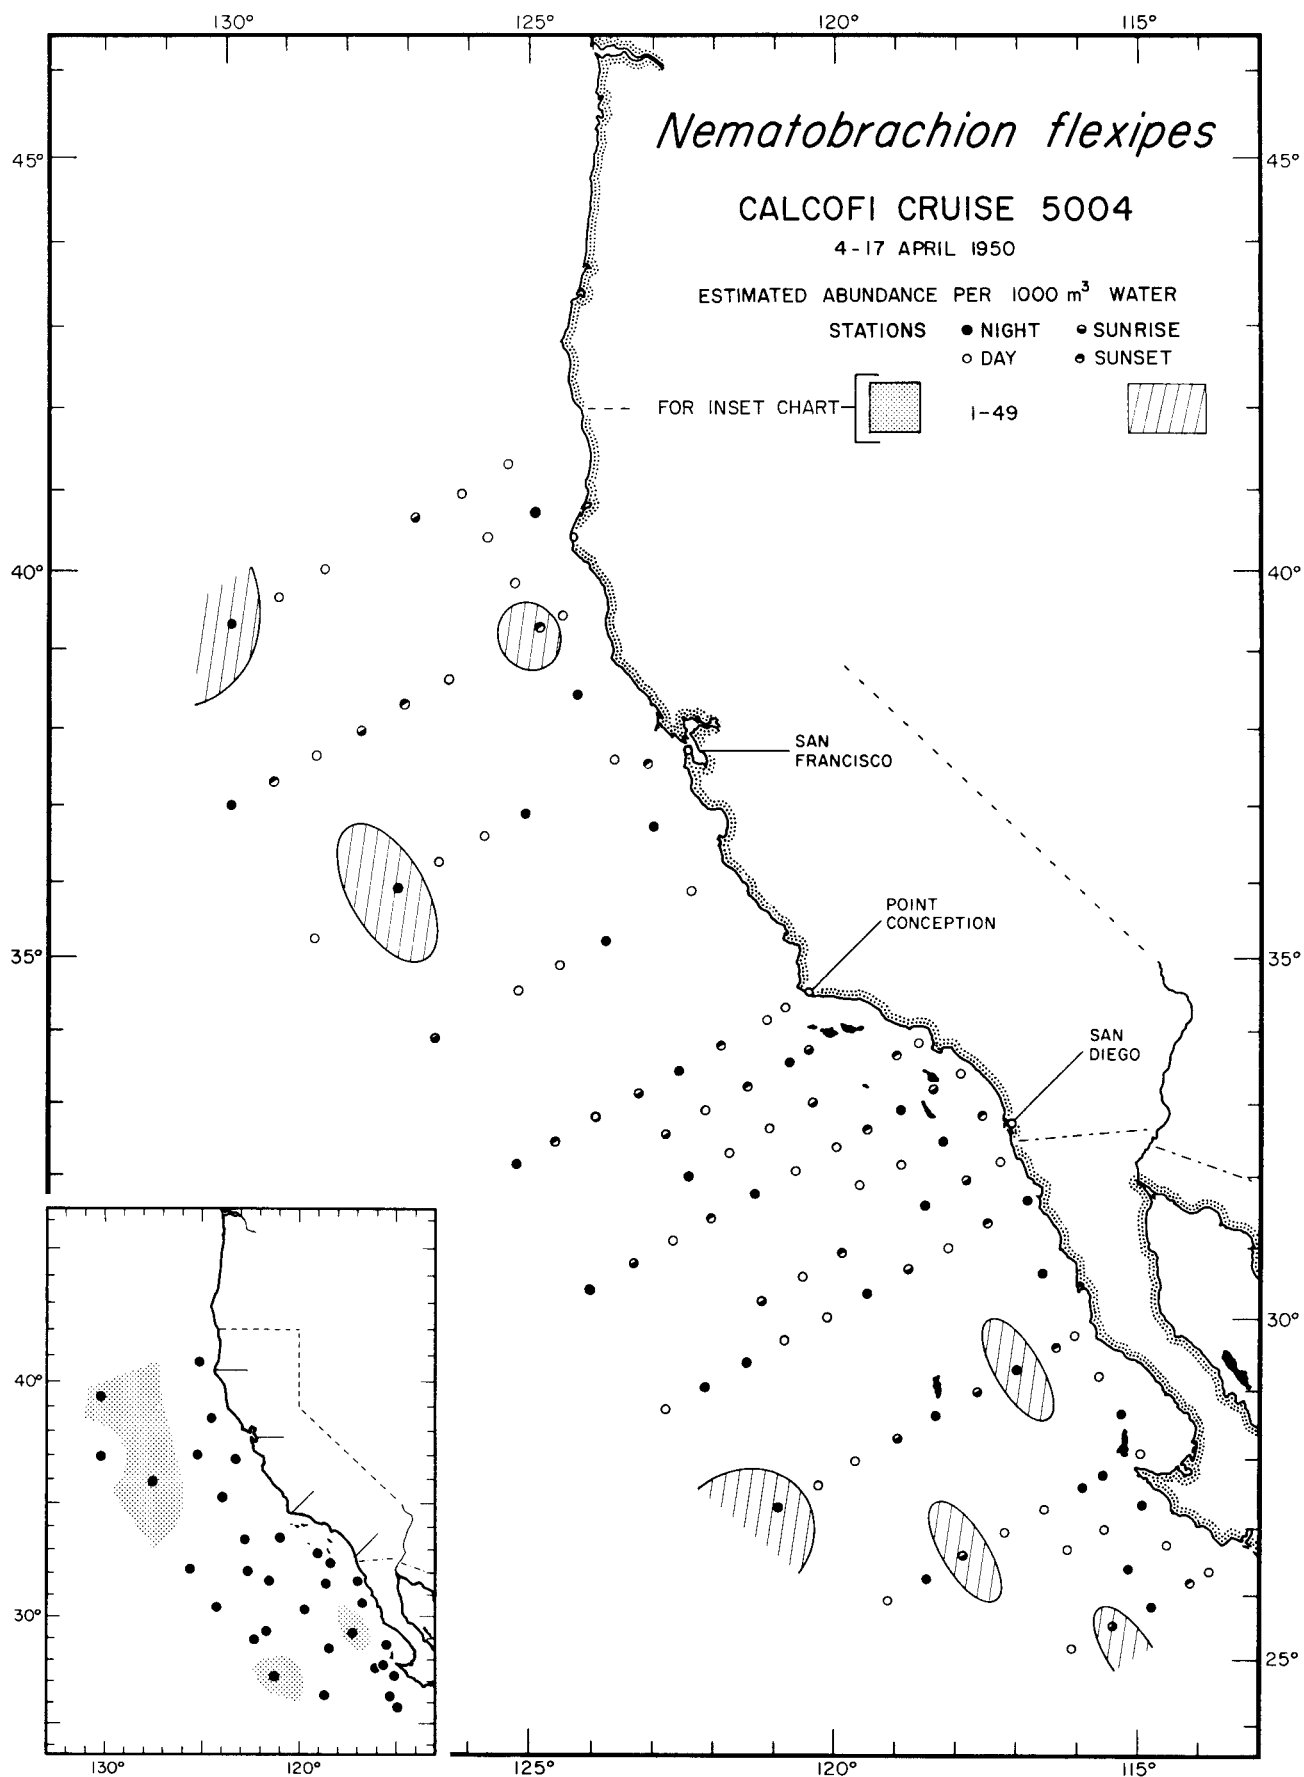 130° 125° 120° 115°
45° 45°
Nematobrachion flexipes
CALCOFI CRUISE 5004
4-17 APRIL 1950
ESTIMATED ABUNDANCE PER 1000 m³ WATER
STATIONS ● NIGHT ◓ SUNRISE
○ DAY ◓ SUNSET
FOR INSET CHART 1-49
40° 40°
SAN
FRANCISCO
POINT
CONCEPTION
35° 35°
SAN
DIEGO
30°
40°
30°
25°
130° 120° 125° 120° 115°